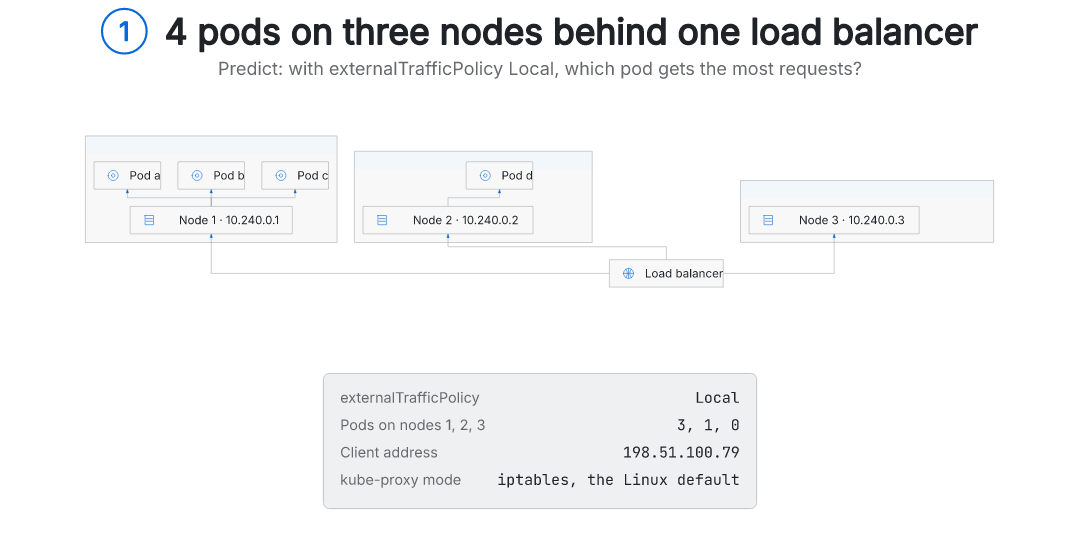 1 4 pods on three nodes behind one load balancer
Predict: with externalTrafficPolicy Local, which pod gets the most requests?
Pod a Pod b Pod c Pod d
Node 1 · 10.240.0.1 Node 2 · 10.240.0.2 Node 3 · 10.240.0.3
Load balancer
externalTrafficPolicy Local
Pods on nodes 1, 2, 3 3, 1, 0
Client address 198.51.100.79
kube-proxy mode iptables, the Linux default